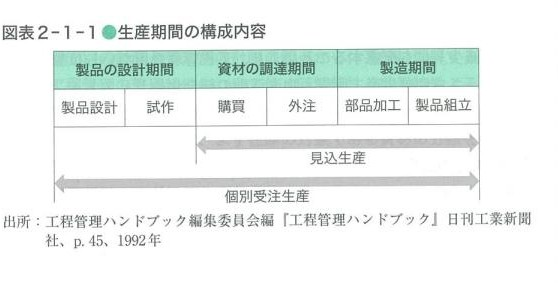 図表2-1-1●生産期間の構成内容
製品の設計期間 資材の調達期間 製造期間
製品設計 試作 購買 外注 部品加工 製品組立
見込生産
個別受注生産
出所：工程管理ハンドブック編集委員会編『工程管理ハンドブック』日刊工業新聞
社、p.45、1992年